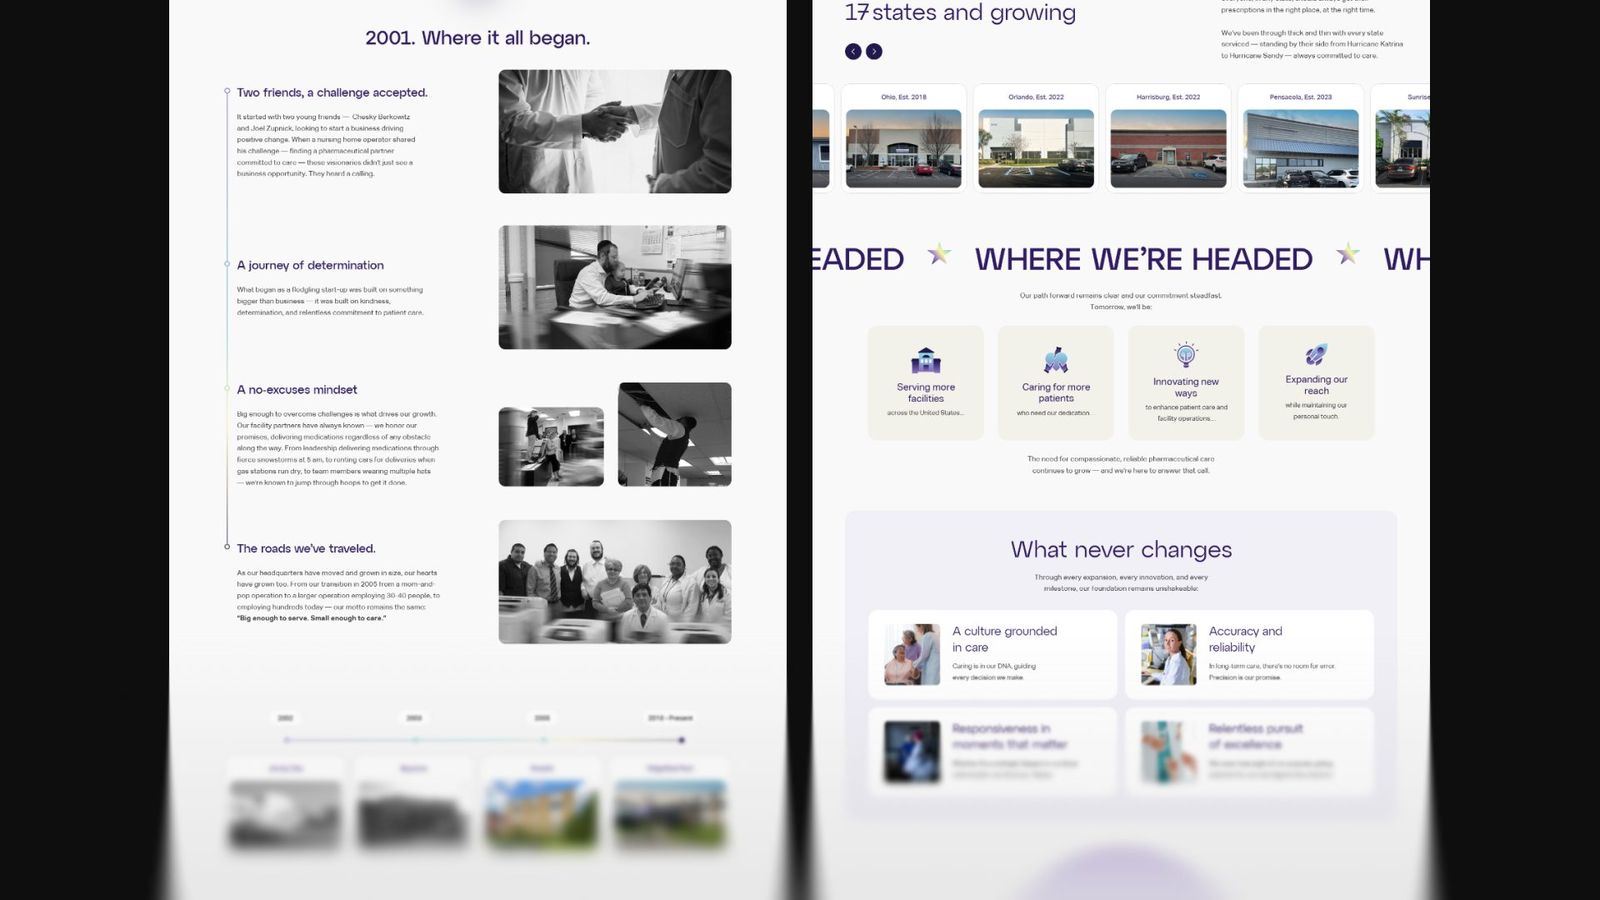 2001. Where it all began.
Two friends, a challenge accepted.
It started with two young friends — Chesky Berkowitz
and Joel Zupnick, looking to start a business driving
positive change. When a nursing home operator shared
his challenge — finding a pharmaceutical partner
committed to care — these visionaries didn't just see a
business opportunity. They heard a calling.
A journey of determination
What began as a fledgling start-up was built on something
bigger than business — it was built on kindness,
determination, and relentless commitment to patient care.
A no-excuses mindset
Big enough to overcome challenges is what drives our growth.
Our facility partners have always known — we honor our
promises, delivering medications regardless of any obstacle
along the way. From leadership delivering medications through
fierce snowstorms at 5 am, to renting cars for deliveries when
gas stations run dry, to team members wearing multiple hats
— we're known to jump through hoops to get it done.
The roads we've traveled.
As our headquarters have moved and grown in size, our hearts
have grown too. From our transition in 2005 from a mom-and-
pop operation to a larger operation employing 30-40 people, to
employing hundreds today — our motto remains the same:
"Big enough to serve. Small enough to care."
2002
2003
2005
2010 - Present
17 states and growing
prescriptions in the right place, at the right time.
We've been through thick and thin with every state
serviced — standing by their side from Hurricane Katrina
to Hurricane Sandy — always committed to care.
Ohio, Est. 2018
Orlando, Est. 2022
Harrisburg, Est. 2022
Pensacola, Est. 2023
Sunrise
EADED WHERE WE'RE HEADED WH
Our path forward remains clear and our commitment steadfast.
Tomorrow, we'll be:
Serving more
facilities
across the United States...
Caring for more
patients
who need our dedication.
Innovating new
ways
to enhance patient care and
facility operations...
Expanding our
reach
while maintaining our
personal touch.
The need for compassionate, reliable pharmaceutical care
continues to grow — and we're here to answer that call.
What never changes
Through every expansion, every innovation, and every
milestone, our foundation remains unshakeable:
A culture grounded
in care
Caring is in our DNA, guiding
every decision we make.
Accuracy and
reliability
In long-term care, there's no room for error.
Precision is our promise.
Responsiveness in
moments that matter
Relentless pursuit
of excellence